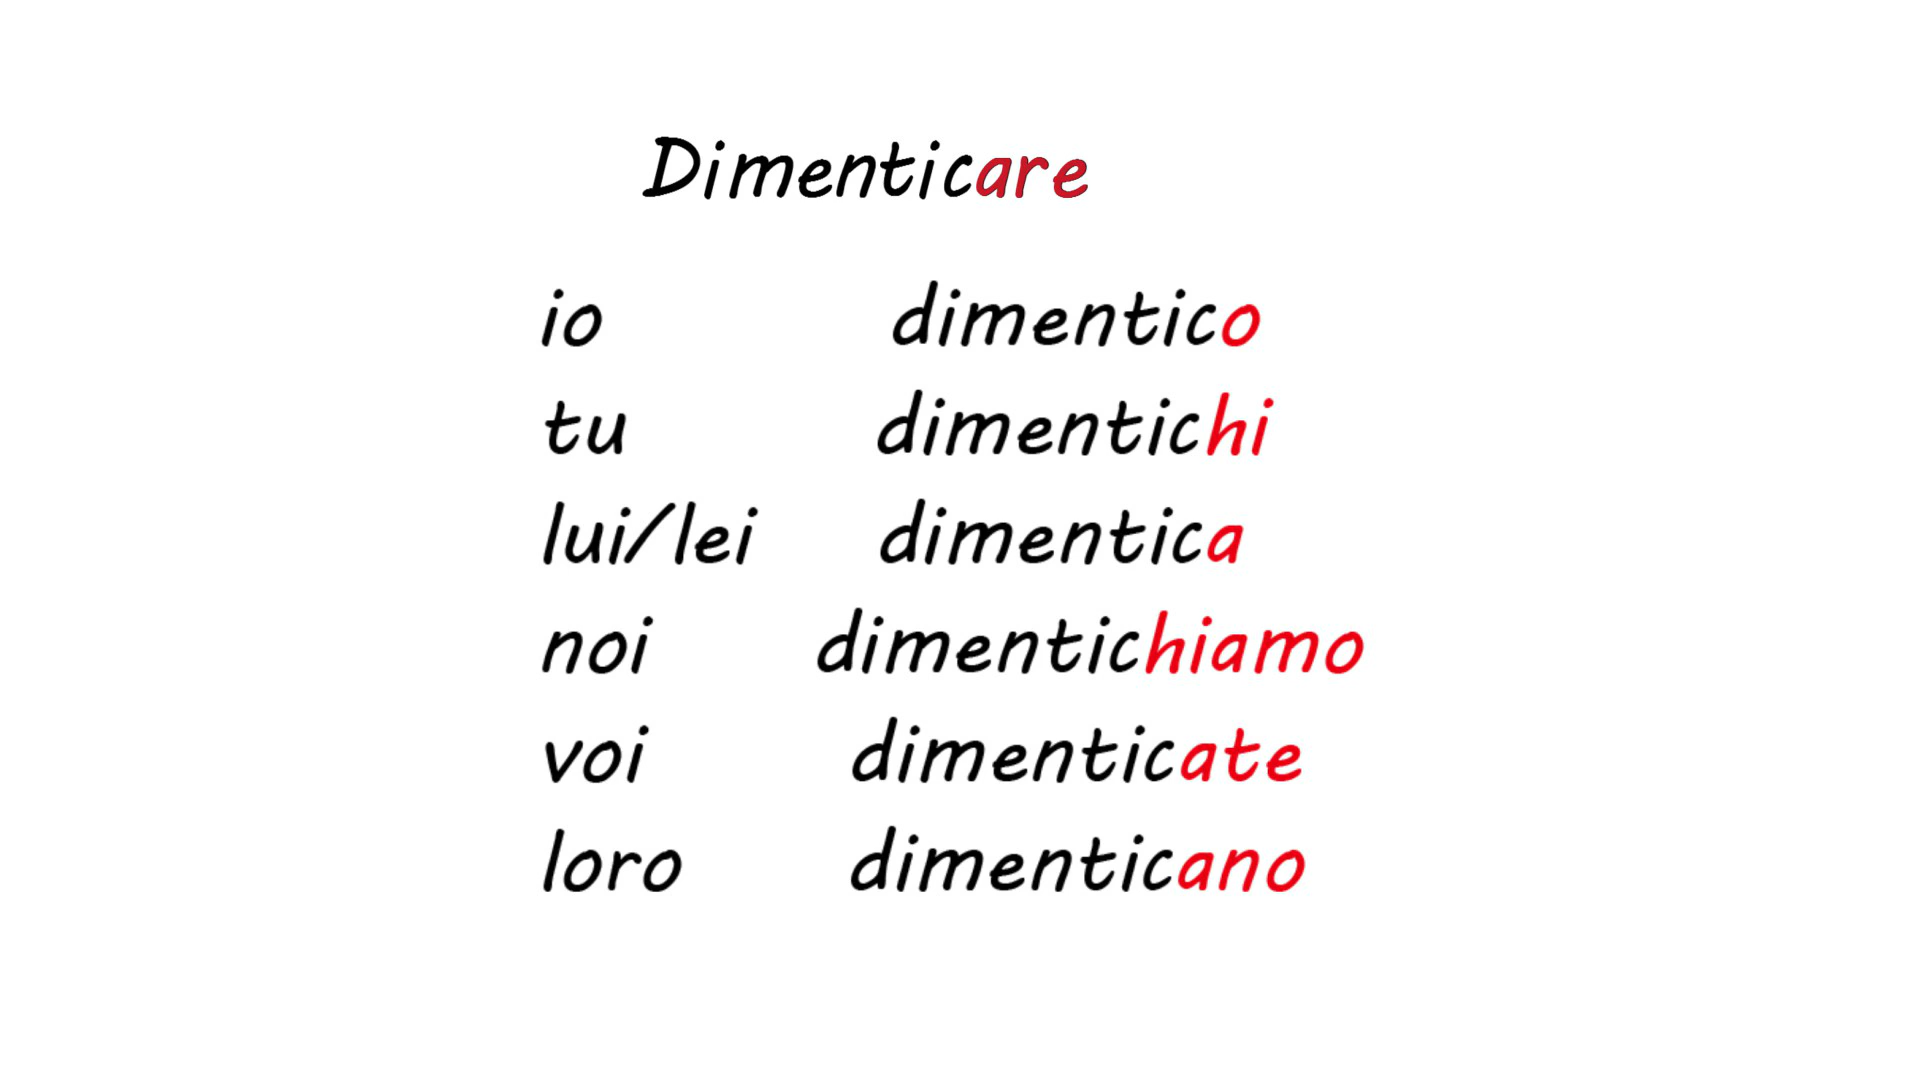 Dimenticare
io dimentico
tu dimentichi
lui/lei dimentica
noi dimentichiamo
voi dimenticate
loro dimenticano